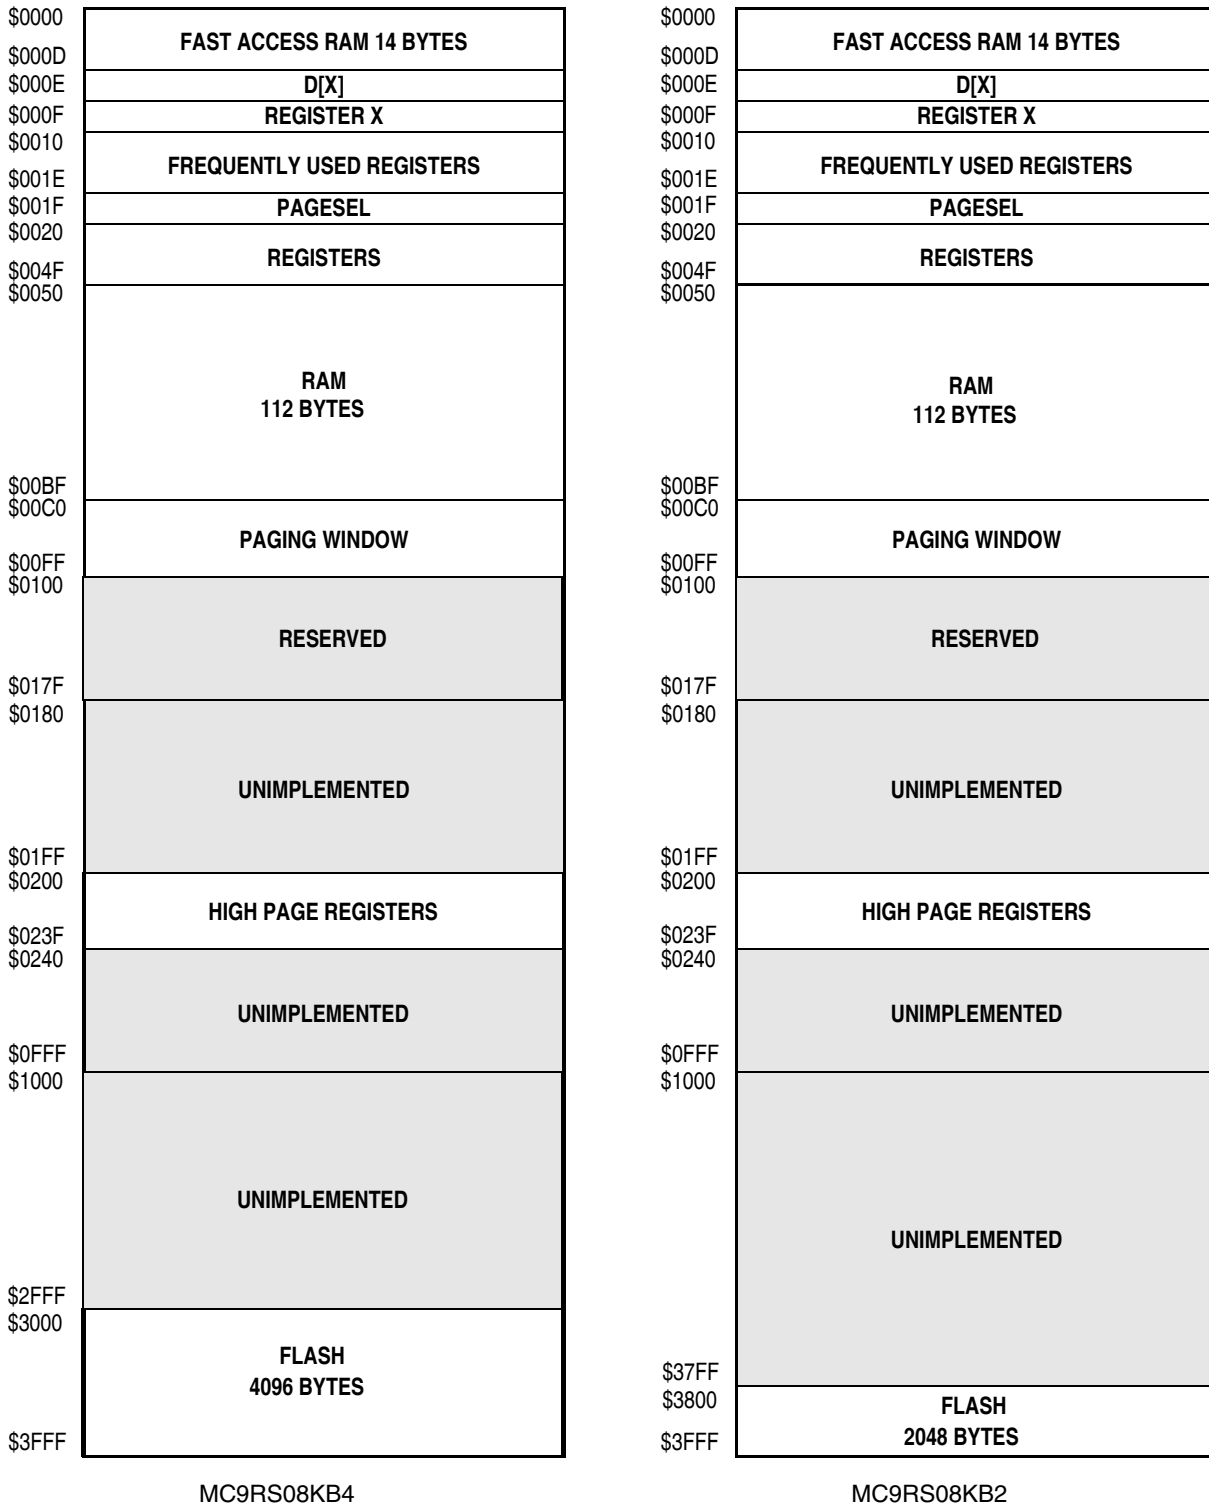 $0000
FAST ACCESS RAM 14 BYTES
$000D
$000E
D[X]
$000F
REGISTER X
$0010
FREQUENTLY USED REGISTERS
$001E
$001F
PAGESEL
$0020
REGISTERS
$004F
$0050
RAM
112 BYTES
$00BF
$00C0
PAGING WINDOW
$00FF
$0100
RESERVED
$017F
$0180
UNIMPLEMENTED
$01FF
$0200
HIGH PAGE REGISTERS
$023F
$0240
UNIMPLEMENTED
$0FFF
$1000
UNIMPLEMENTED
$2FFF
$3000
FLASH
4096 BYTES
$3FFF
MC9RS08KB4
$0000
FAST ACCESS RAM 14 BYTES
$000D
$000E
D[X]
$000F
REGISTER X
$0010
FREQUENTLY USED REGISTERS
$001E
$001F
PAGESEL
$0020
REGISTERS
$004F
$0050
RAM
112 BYTES
$00BF
$00C0
PAGING WINDOW
$00FF
$0100
RESERVED
$017F
$0180
UNIMPLEMENTED
$01FF
$0200
HIGH PAGE REGISTERS
$023F
$0240
UNIMPLEMENTED
$0FFF
$1000
UNIMPLEMENTED
$37FF
$3800
FLASH
2048 BYTES
$3FFF
MC9RS08KB2